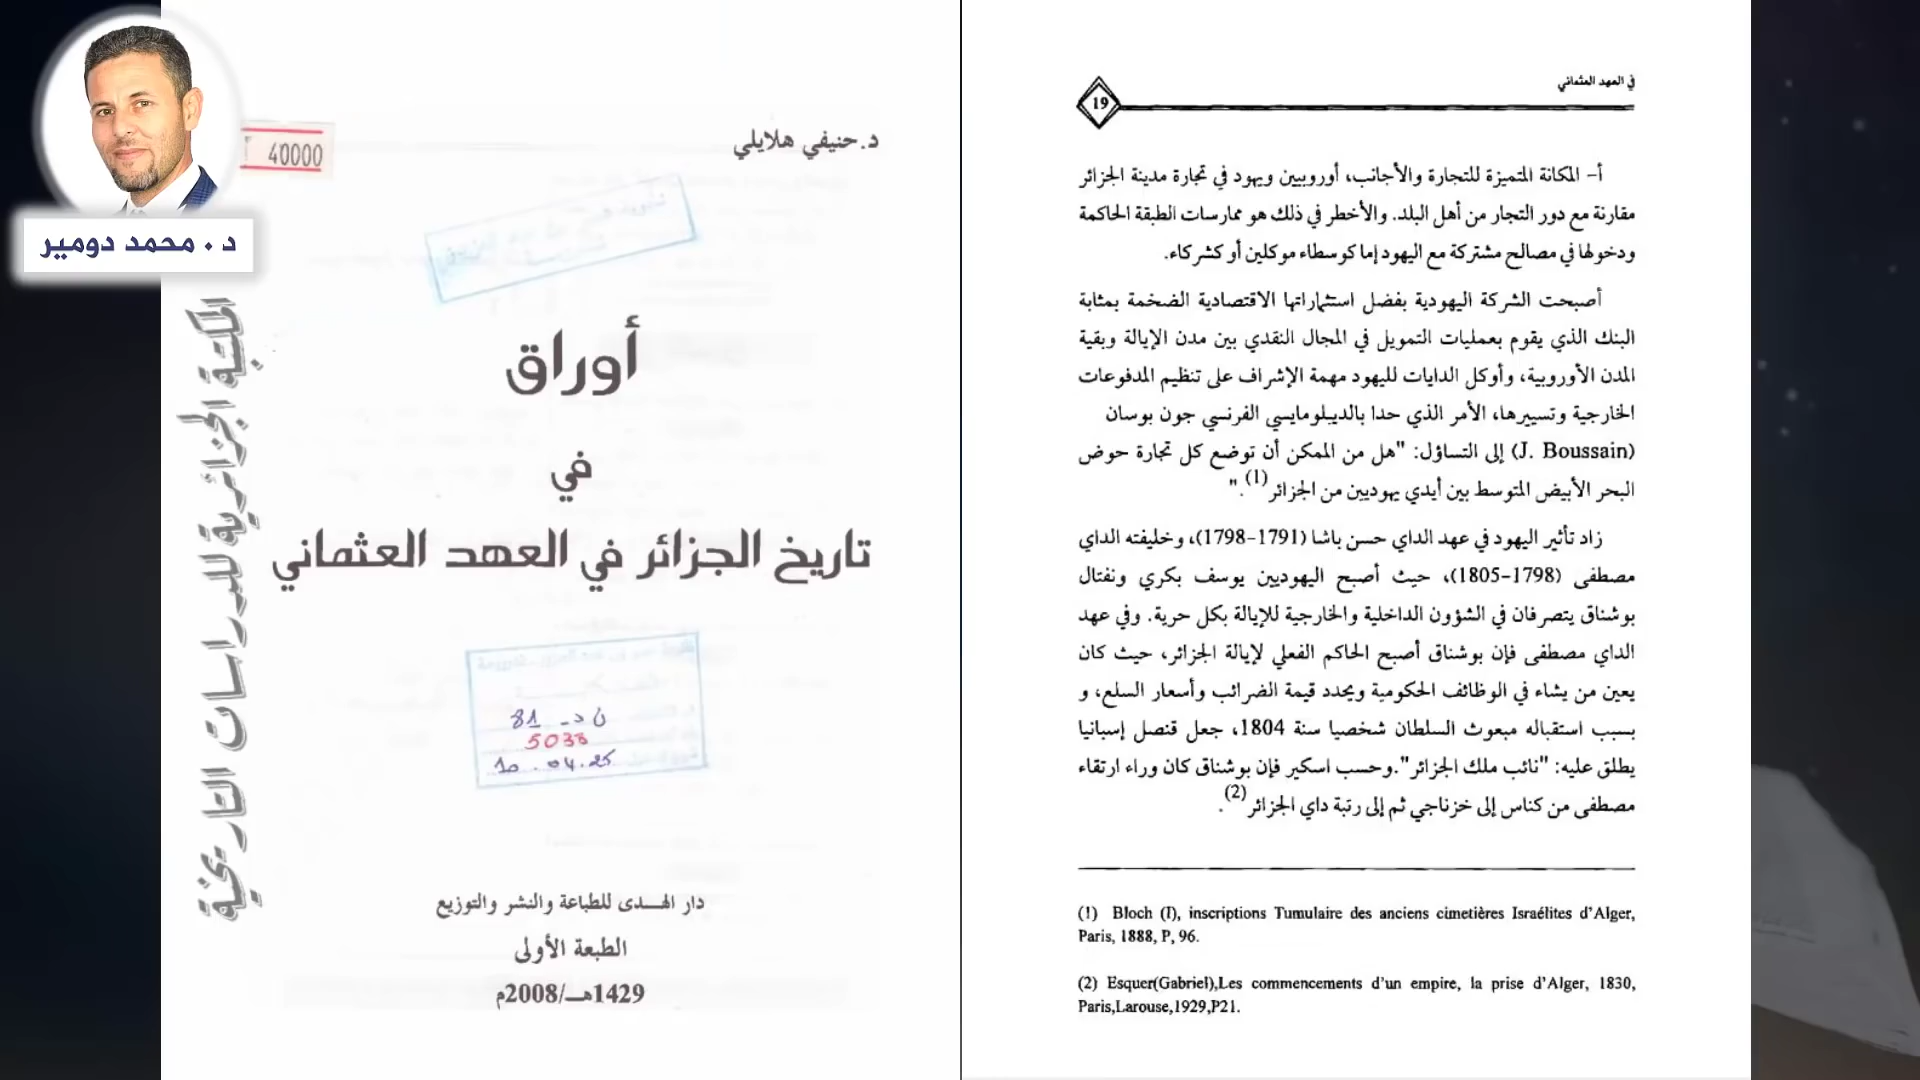 د. محمد دومير
40000
د.حنيفي هلايلي
المكتبة الجزائرية للدراسات التاريخية
أوراق
في
تاريخ الجزائر في العهد العثماني
81
5033
10.04.25
دار الهـدى للطباعة والنشر والتوزيع
الطبعة الأولى
1429هـ/2008م
في العهد العثماني
19
أ- المكانة المتميزة للتجارة والأجانب، أوروبيين ويهود في تجارة مدينة الجزائر
مقارنة مع دور التجار من أهل البلد. والأخطر في ذلك هو ممارسات الطبقة الحاكمة
ودخولها في مصالح مشتركة مع اليهود إما كوسطاء موكلين أو كشركاء.
أصبحت الشركة اليهودية بفضل استثماراتها الاقتصادية الضخمة بمثابة
البنك الذي يقوم بعمليات التمويل في المجال النقدي بين مدن الإيالة وبقية
المدن الأوروبية، وأوكل الدايات لليهود مهمة الإشراف على تنظيم المدفوعات
الخارجية وتسييرها، الأمر الذي حدا بالديبلومايسي الفرنسي جون بوسان
(J. Boussain) إلى التساؤل: "هل من الممكن أن توضع كل تجارة حوض
البحر الأبيض المتوسط بين أيدي يهوديين من الجزائر(1)."
زاد تأثير اليهود في عهد الداي حسن باشا (1791-1798)، وخليفته الداي
مصطفى (1798-1805)، حيث أصبح اليهوديين يوسف بكري ونفتال
بوشناق يتصرفان في الشؤون الداخلية والخارجية للإيالة بكل حرية. وفي عهد
الداي مصطفى فإن بوشناق أصبح الحاكم الفعلي لإيالة الجزائر، حيث كان
يعين من يشاء في الوظائف الحكومية ويحدد قيمة الضرائب وأسعار السلع، و
بسبب استقباله مبعوث السلطان شخصيا سنة 1804، جعل قنصل إسبانيا
يطلق عليه: "نائب ملك الجزائر".وحسب اسكير فإن بوشناق كان وراء ارتقاء
مصطفى من كناس إلى خزناجي ثم إلى رتبة داي الجزائر(2).
(1) Bloch (I), inscriptions Tumulaire des anciens cimetières Israélites d'Alger,
Paris, 1888, P, 96.
(2) Esquer(Gabriel),Les commencements d'un empire, la prise d'Alger, 1830,
Paris,Larouse,1929,P21.